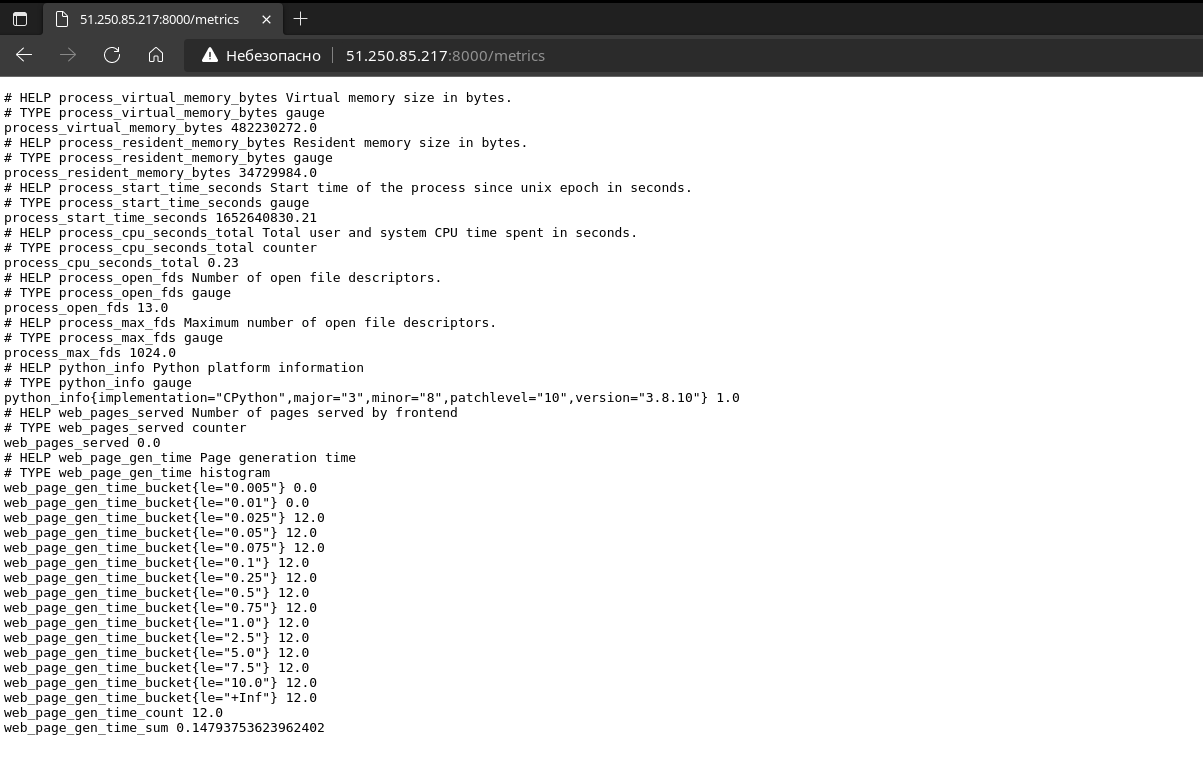 51.250.85.217:8000/metrics
Небезопасно 51.250.85.217:8000/metrics
# HELP process_virtual_memory_bytes Virtual memory size in bytes.
# TYPE process_virtual_memory_bytes gauge
process_virtual_memory_bytes 482230272.0
# HELP process_resident_memory_bytes Resident memory size in bytes.
# TYPE process_resident_memory_bytes gauge
process_resident_memory_bytes 34729984.0
# HELP process_start_time_seconds Start time of the process since unix epoch in seconds.
# TYPE process_start_time_seconds gauge
process_start_time_seconds 1652640830.21
# HELP process_cpu_seconds_total Total user and system CPU time spent in seconds.
# TYPE process_cpu_seconds_total counter
process_cpu_seconds_total 0.23
# HELP process_open_fds Number of open file descriptors.
# TYPE process_open_fds gauge
process_open_fds 13.0
# HELP process_max_fds Maximum number of open file descriptors.
# TYPE process_max_fds gauge
process_max_fds 1024.0
# HELP python_info Python platform information
# TYPE python_info gauge
python_info{implementation="CPython",major="3",minor="8",patchlevel="10",version="3.8.10"} 1.0
# HELP web_pages_served Number of pages served by frontend
# TYPE web_pages_served counter
web_pages_served 0.0
# HELP web_page_gen_time Page generation time
# TYPE web_page_gen_time histogram
web_page_gen_time_bucket{le="0.005"} 0.0
web_page_gen_time_bucket{le="0.01"} 0.0
web_page_gen_time_bucket{le="0.025"} 12.0
web_page_gen_time_bucket{le="0.05"} 12.0
web_page_gen_time_bucket{le="0.075"} 12.0
web_page_gen_time_bucket{le="0.1"} 12.0
web_page_gen_time_bucket{le="0.25"} 12.0
web_page_gen_time_bucket{le="0.5"} 12.0
web_page_gen_time_bucket{le="0.75"} 12.0
web_page_gen_time_bucket{le="1.0"} 12.0
web_page_gen_time_bucket{le="2.5"} 12.0
web_page_gen_time_bucket{le="5.0"} 12.0
web_page_gen_time_bucket{le="7.5"} 12.0
web_page_gen_time_bucket{le="10.0"} 12.0
web_page_gen_time_bucket{le="+Inf"} 12.0
web_page_gen_time_count 12.0
web_page_gen_time_sum 0.14793753623962402